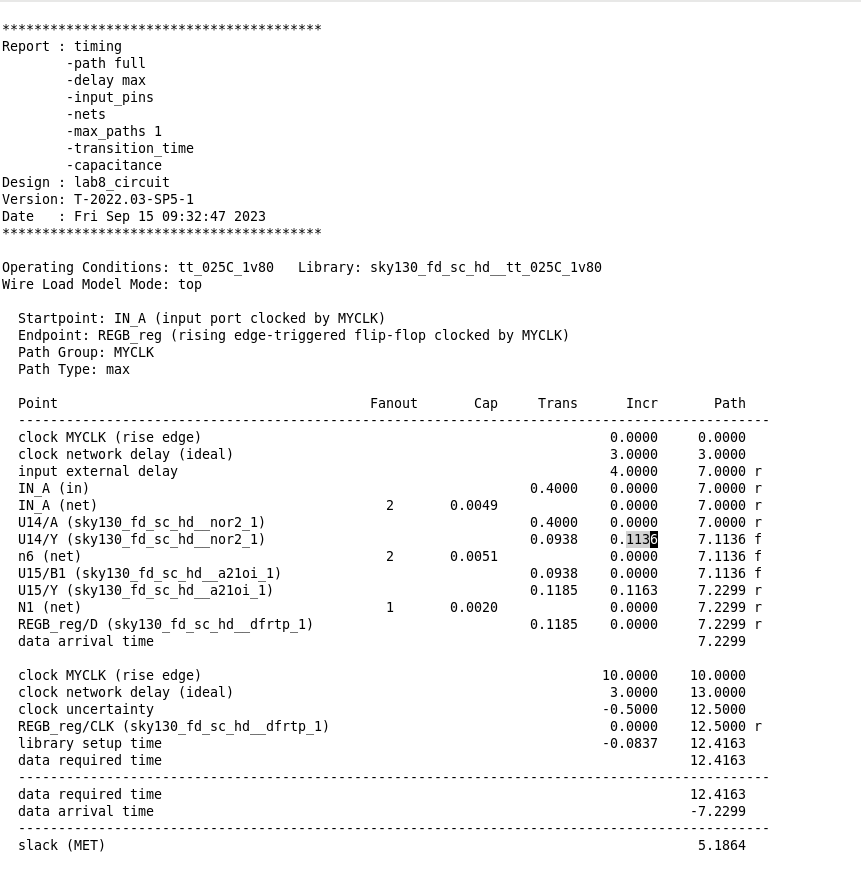 ****************************************
Report : timing
        -path full
        -delay max
        -input_pins
        -nets
        -max_paths 1
        -transition_time
        -capacitance
Design : lab8_circuit
Version: T-2022.03-SP5-1
Date   : Fri Sep 15 09:32:47 2023
****************************************

Operating Conditions: tt_025C_1v80   Library: sky130_fd_sc_hd__tt_025C_1v80
Wire Load Model Mode: top

  Startpoint: IN_A (input port clocked by MYCLK)
  Endpoint: REGB_reg (rising edge-triggered flip-flop clocked by MYCLK)
  Path Group: MYCLK
  Path Type: max

  Point                                       Fanout       Cap     Trans      Incr       Path
  ----------------------------------------------------------------------------------------------
  clock MYCLK (rise edge)                                                   0.0000     0.0000
  clock network delay (ideal)                                               3.0000     3.0000
  input external delay                                                      4.0000     7.0000 r
  IN_A (in)                                                       0.4000    0.0000     7.0000 r
  IN_A (net)                                    2       0.0049              0.0000     7.0000 r
  U14/A (sky130_fd_sc_hd__nor2_1)                                 0.4000    0.0000     7.0000 r
  U14/Y (sky130_fd_sc_hd__nor2_1)                                 0.0938    0.1136     7.1136 f
  n6 (net)                                      2       0.0051              0.0000     7.1136 f
  U15/B1 (sky130_fd_sc_hd__a21oi_1)                               0.0938    0.0000     7.1136 f
  U15/Y (sky130_fd_sc_hd__a21oi_1)                                0.1185    0.1163     7.2299 r
  N1 (net)                                      1       0.0020              0.0000     7.2299 r
  REGB_reg/D (sky130_fd_sc_hd__dfrtp_1)                           0.1185    0.0000     7.2299 r
  data arrival time                                                                    7.2299

  clock MYCLK (rise edge)                                                  10.0000    10.0000
  clock network delay (ideal)                                               3.0000    13.0000
  clock uncertainty                                                        -0.5000    12.5000
  REGB_reg/CLK (sky130_fd_sc_hd__dfrtp_1)                                   0.0000    12.5000 r
  library setup time                                                       -0.0837    12.4163
  data required time                                                                  12.4163
  ----------------------------------------------------------------------------------------------
  data required time                                                                  12.4163
  data arrival time                                                                   -7.2299
  ----------------------------------------------------------------------------------------------
  slack (MET)                                                                          5.1864